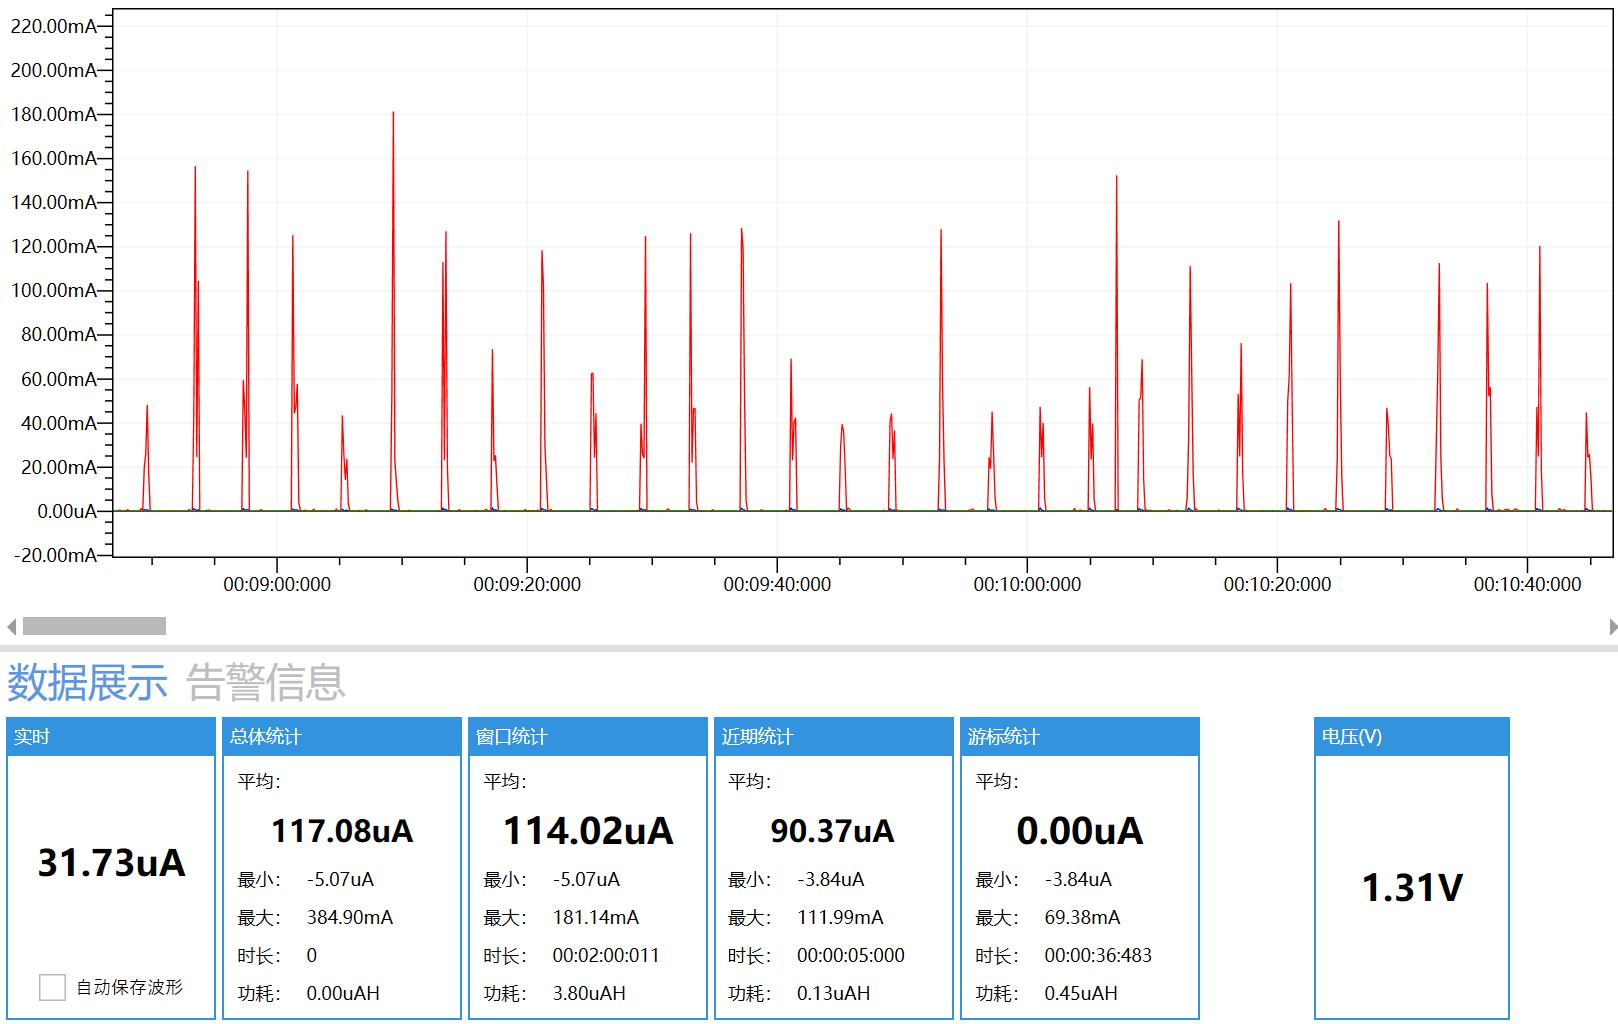 220.00mA
200.00mA
180.00mA
160.00mA
140.00mA
120.00mA
100.00mA
80.00mA
60.00mA
40.00mA
20.00mA
0.00uA
-20.00mA
00:09:00:000 00:09:20:000 00:09:40:000 00:10:00:000 00:10:20:000 00:10:40:000
数据展示 告警信息
实时
31.73uA
自动保存波形
总体统计
平均：
117.08uA
最小： -5.07uA
最大： 384.90mA
时长： 0
功耗： 0.00uAH
窗口统计
平均：
114.02uA
最小： -5.07uA
最大： 181.14mA
时长： 00:02:00:011
功耗： 3.80uAH
近期统计
平均：
90.37uA
最小： -3.84uA
最大： 111.99mA
时长： 00:00:05:000
功耗： 0.13uAH
游标统计
平均：
0.00uA
最小： -3.84uA
最大： 69.38mA
时长： 00:00:36:483
功耗： 0.45uAH
电压(V)
1.31V